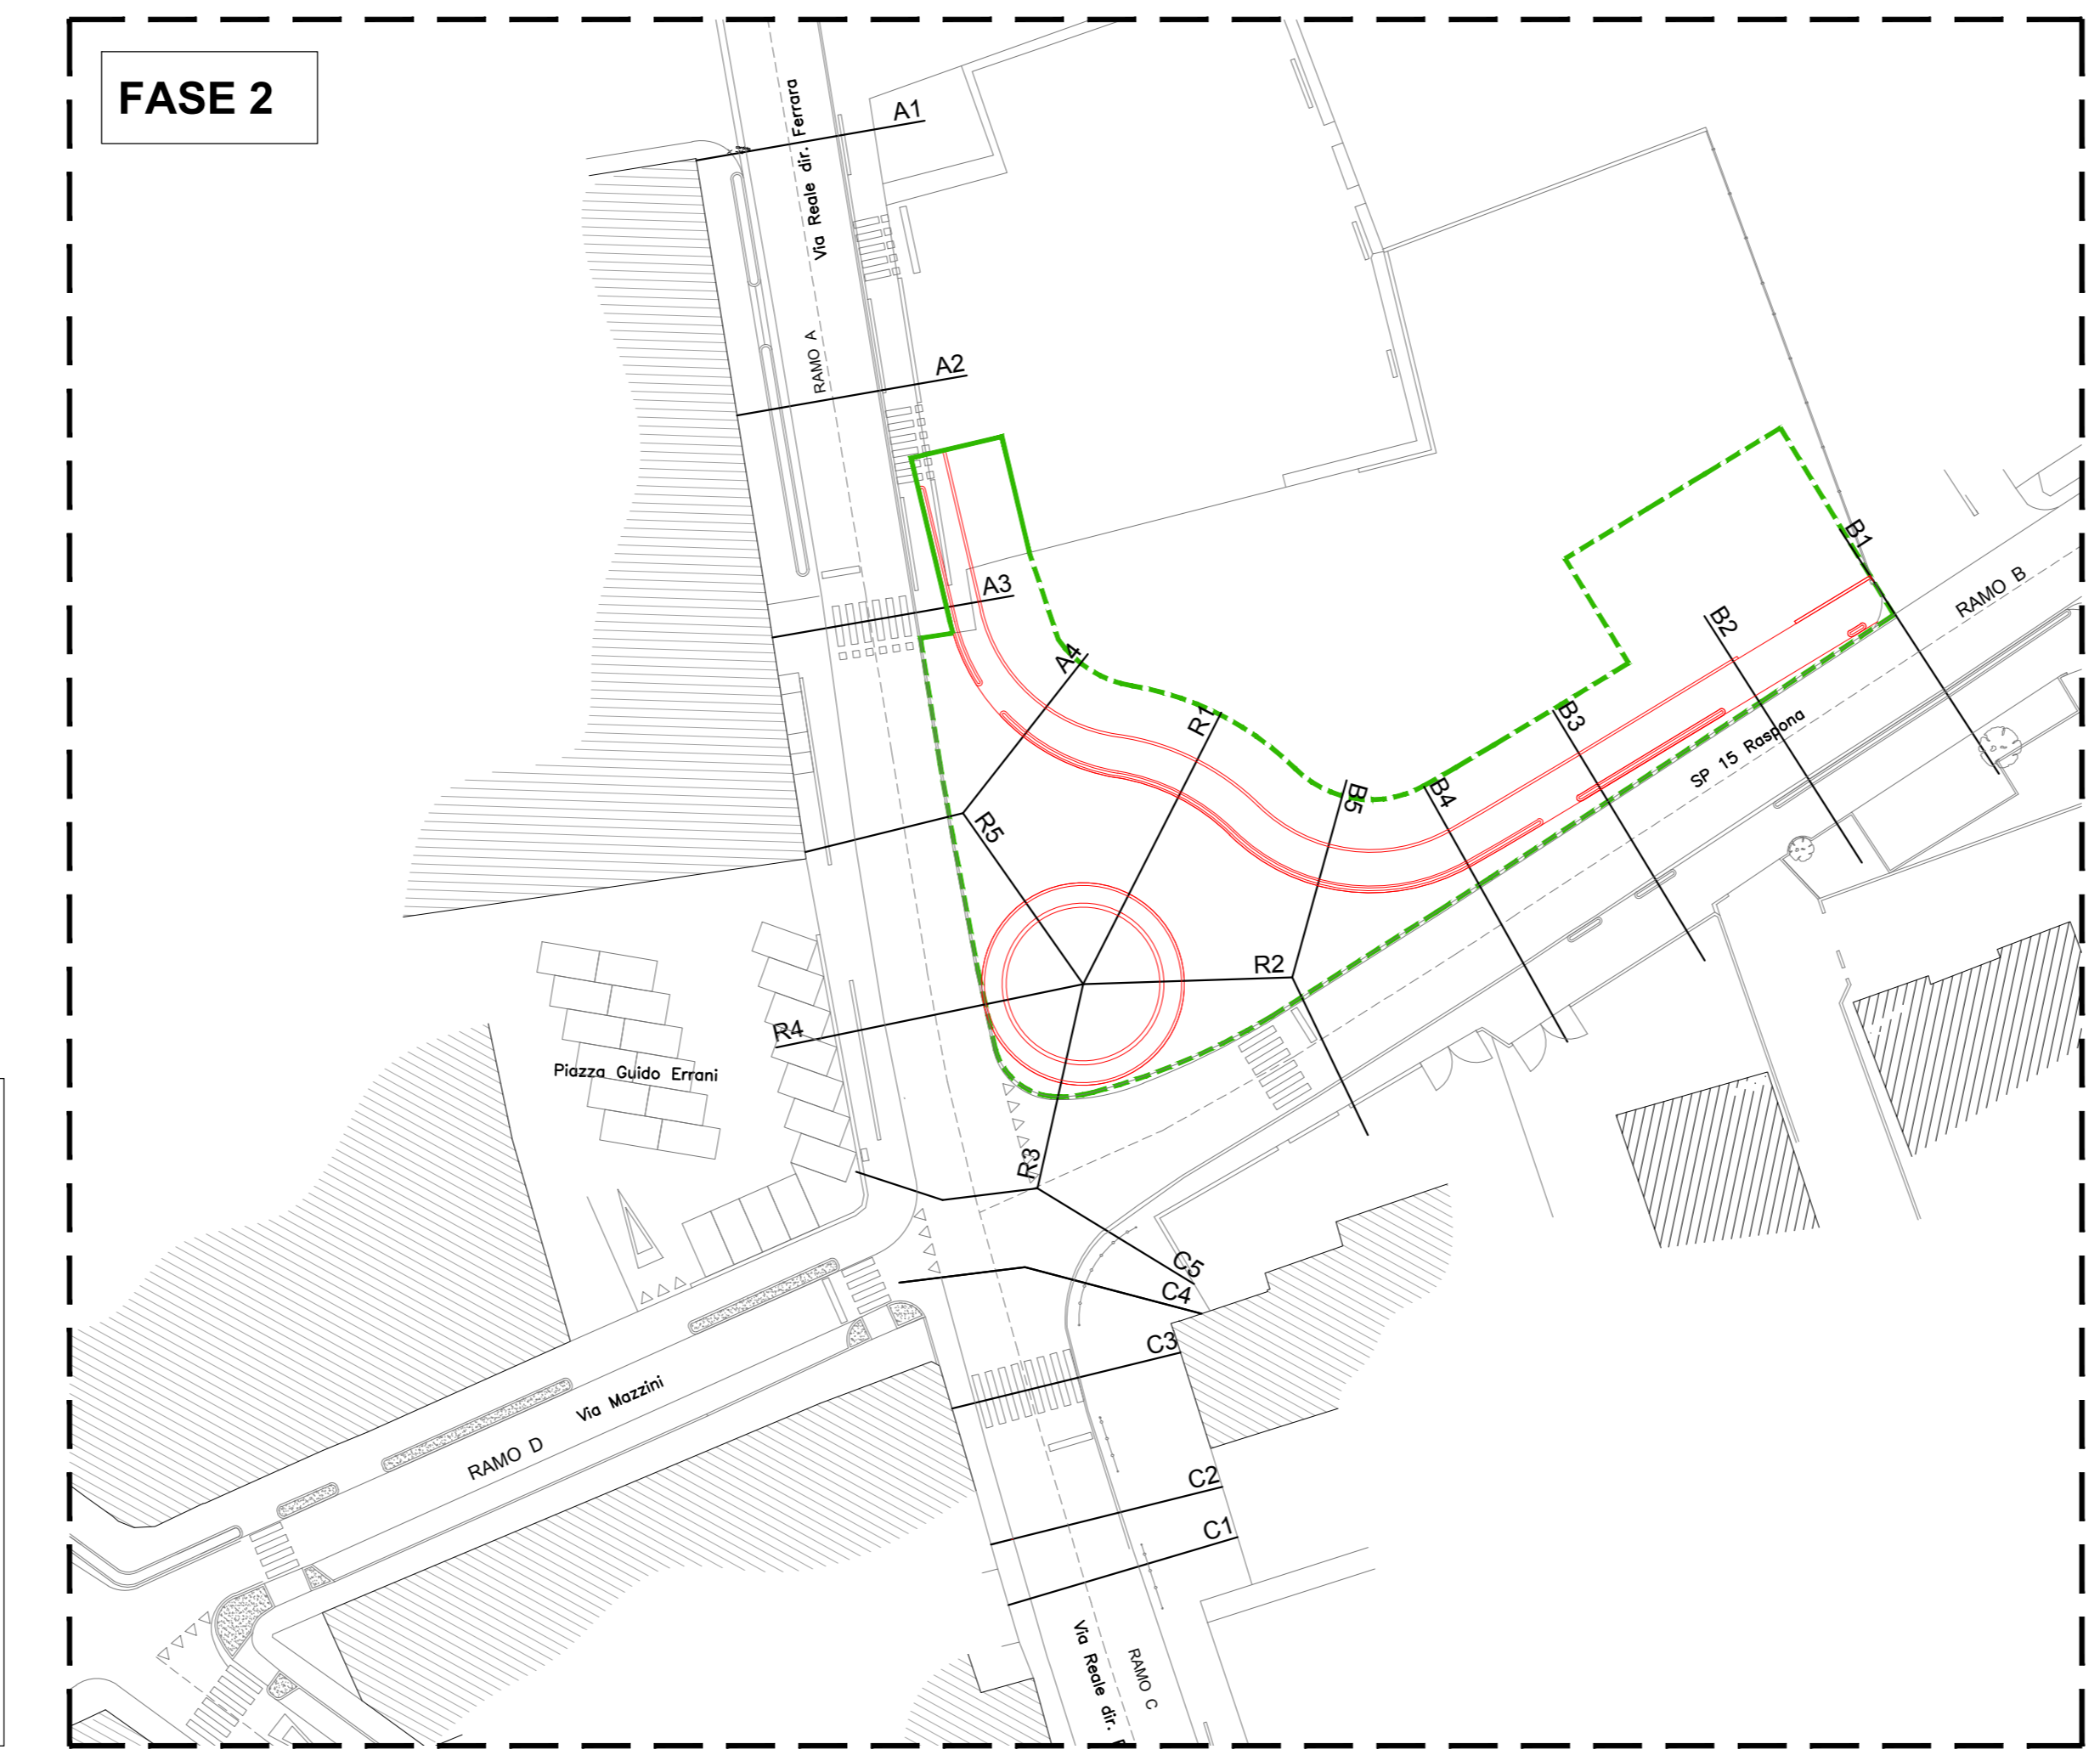 FASE 2
A1
Via Reale dir. Ferrara
RAMO A
A2
A3
A4
R1
R5
B1
RAMO B
B2
B3
SP 15 Raspona
B4
B5
R2
R4
Piazza Guido Errani
R3
C5
C4
C3
Via Mazzini
RAMO D
C2
C1
Via Reale dir.
RAMO C